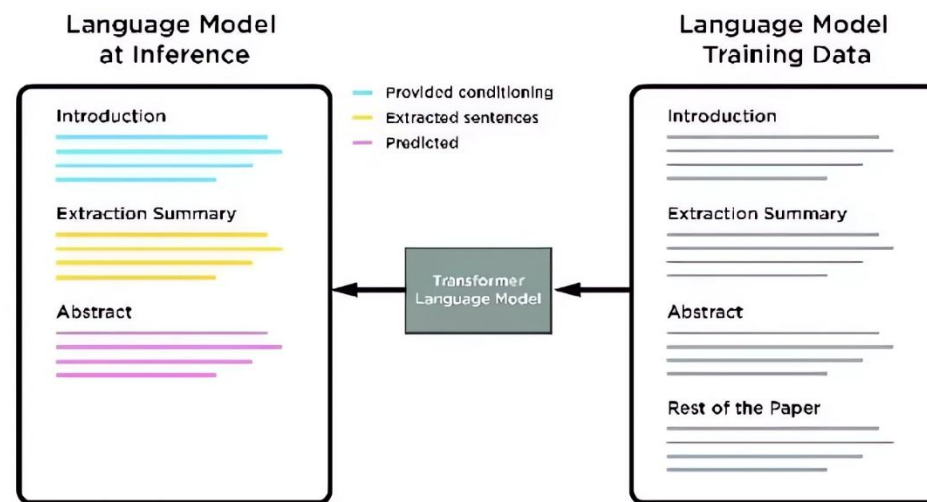 Language Model
at Inference
Language Model
Training Data
Introduction
Extraction Summary
Abstract
Provided conditioning
Extracted sentences
Predicted
Transformer
Language Model
Introduction
Extraction Summary
Abstract
Rest of the Paper